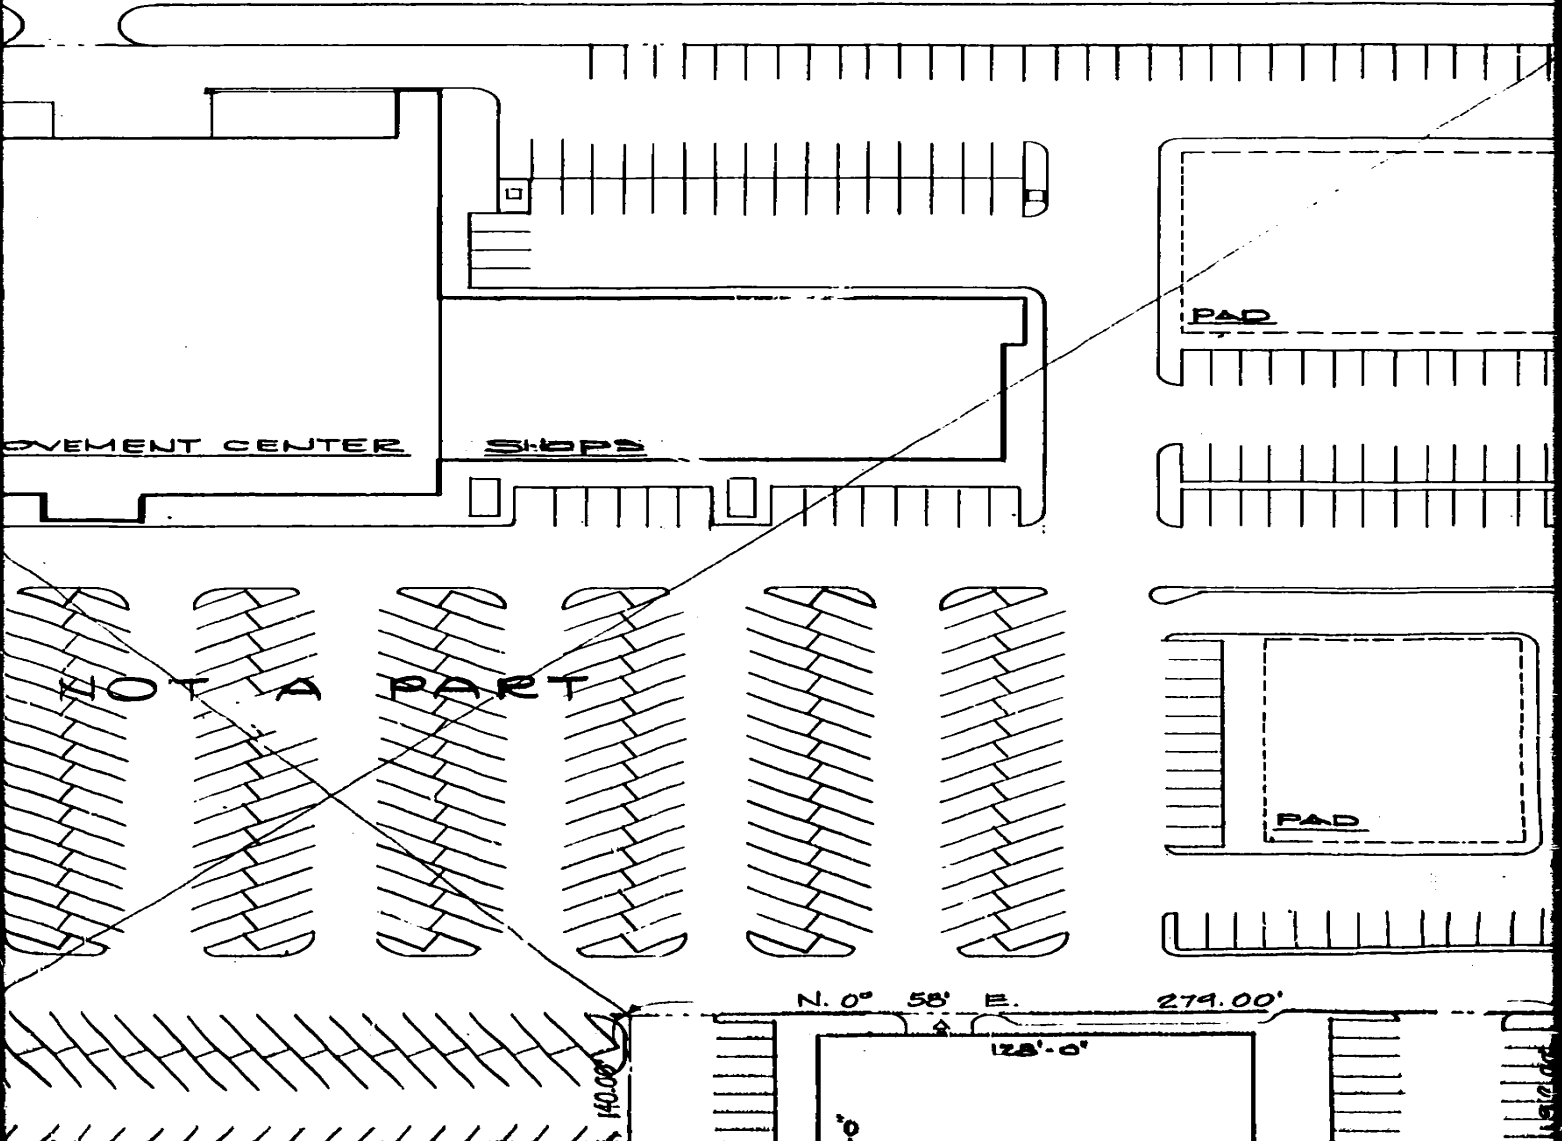 PAD
OVEMENT CENTER
SHOPS
NOT A PART
PAD
N. 0° 58' E. 279.00'
128'-0"
140.00'